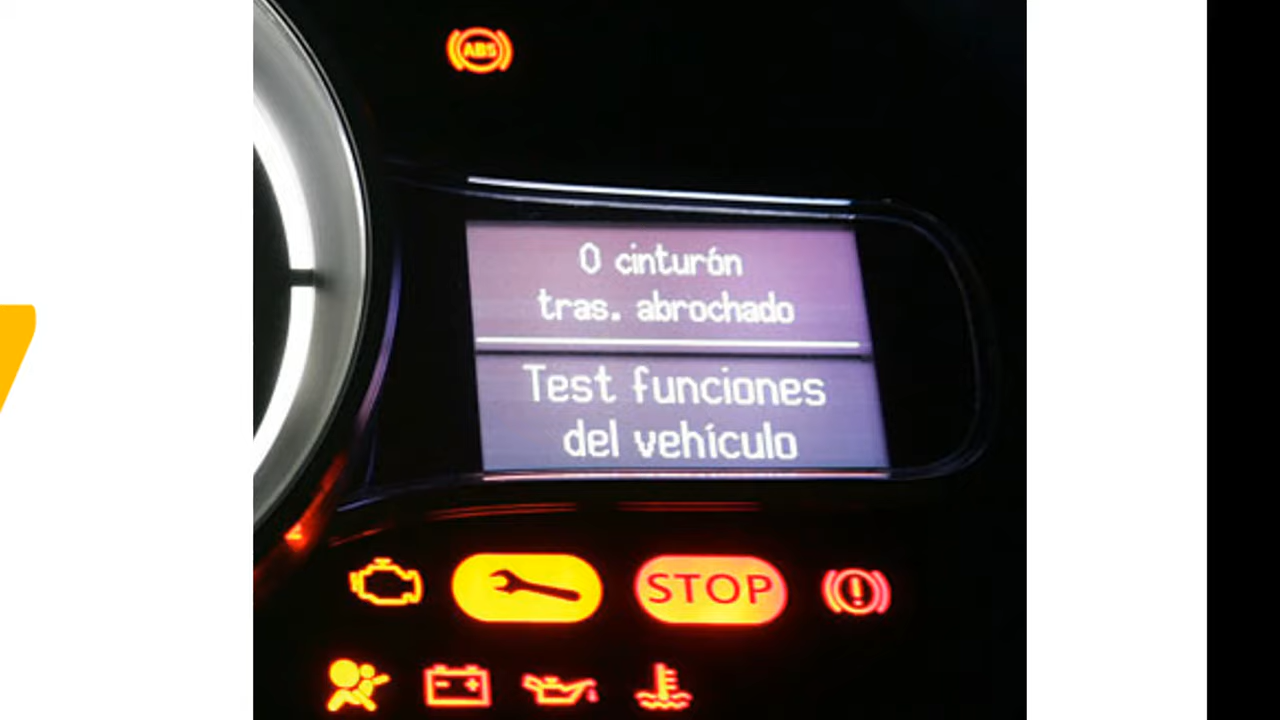 ABS
0 cinturón
tras. abrochado
Test funciones
del vehículo
STOP